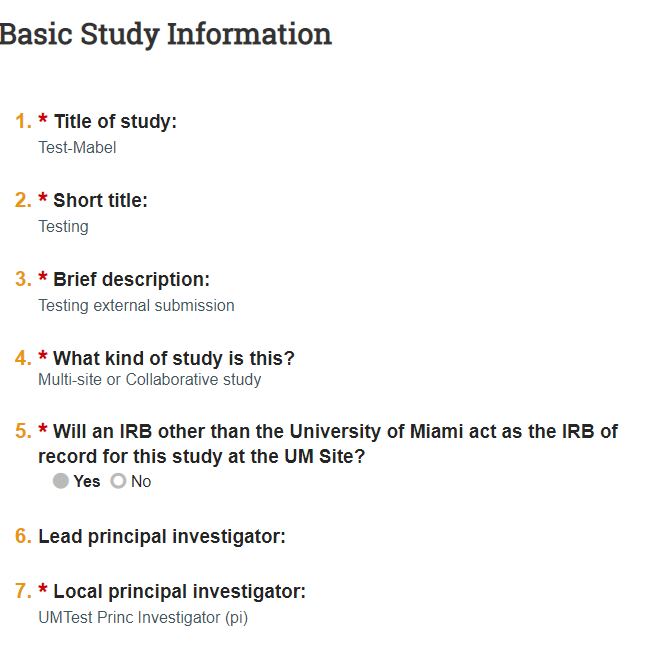 Basic Study Information
1. * Title of study:
Test-Mabel
2. * Short title:
Testing
3. * Brief description:
Testing external submission
4. * What kind of study is this?
Multi-site or Collaborative study
5. * Will an IRB other than the University of Miami act as the IRB of
record for this study at the UM Site?
Yes No
6. Lead principal investigator:
7. * Local principal investigator:
UMTest Princ Investigator (pi)